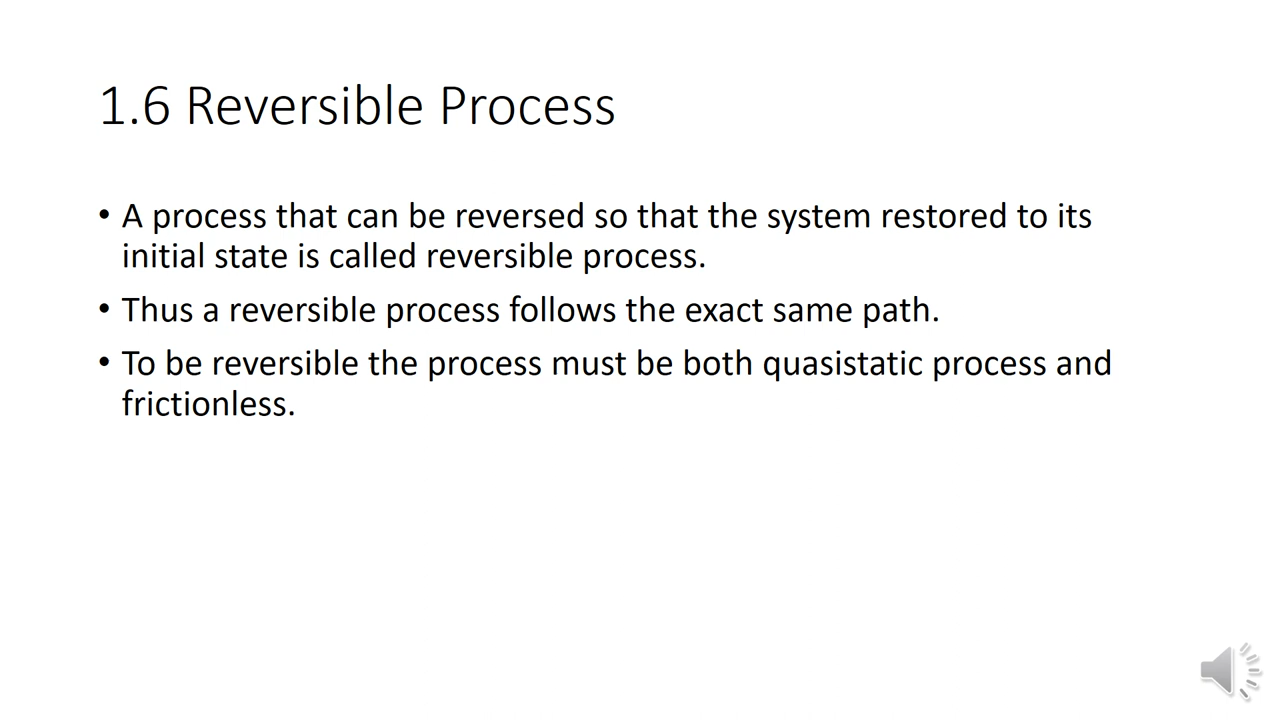 1.6 Reversible Process
• A process that can be reversed so that the system restored to its
initial state is called reversible process.
• Thus a reversible process follows the exact same path.
• To be reversible the process must be both quasistatic process and
frictionless.